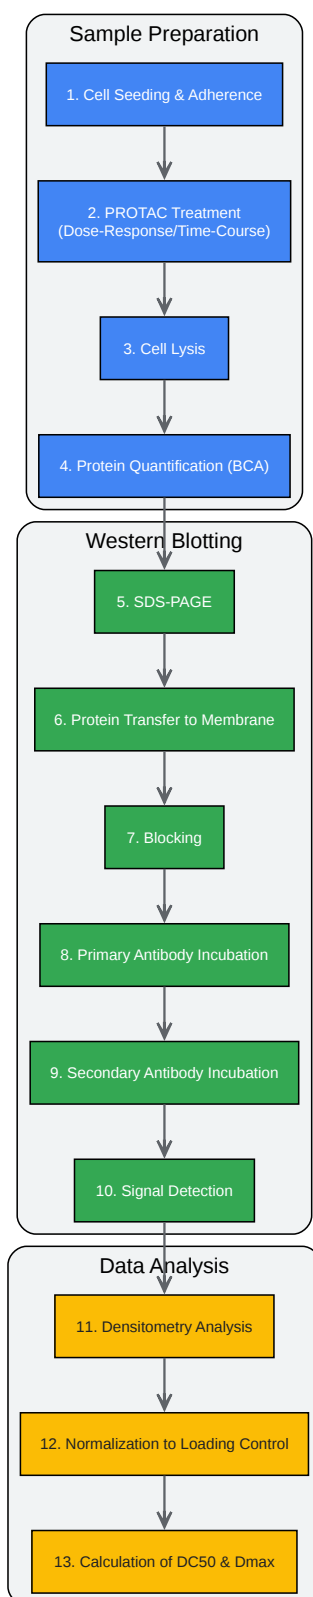 Sample Preparation
1. Cell Seeding & Adherence
2. PROTAC Treatment
(Dose-Response/Time-Course)
3. Cell Lysis
4. Protein Quantification (BCA)
Western Blotting
5. SDS-PAGE
6. Protein Transfer to Membrane
7. Blocking
8. Primary Antibody Incubation
9. Secondary Antibody Incubation
10. Signal Detection
Data Analysis
11. Densitometry Analysis
12. Normalization to Loading Control
13. Calculation of DC50 & Dmax